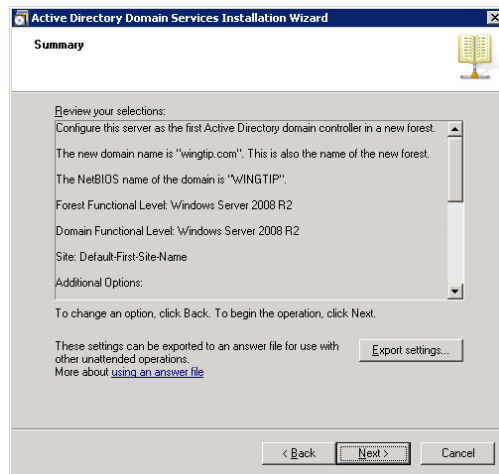 Active Directory Domain Services Installation Wizard
Summary
Review your selections:
Configure this server as the first Active Directory domain controller in a new forest.
The new domain name is "wingtip.com". This is also the name of the new forest.
The NetBIOS name of the domain is "WINGTIP".
Forest Functional Level: Windows Server 2008 R2
Domain Functional Level: Windows Server 2008 R2
Site: Default-First-Site-Name
Additional Options:
To change an option, click Back. To begin the operation, click Next.
These settings can be exported to an answer file for use with
other unattended operations.
More about using an answer file
Export settings...
< Back
Next >
Cancel